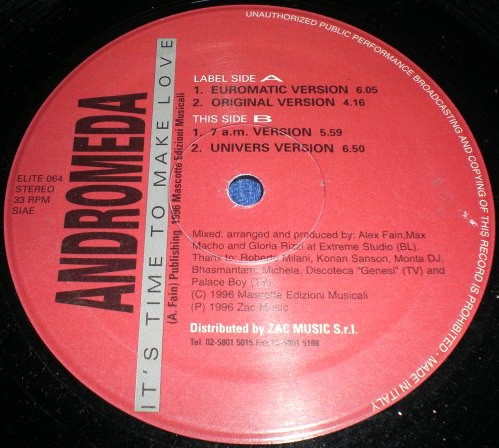 UNAUTHORIZED PUBLIC PERFORMANCE BROADCASTING AND COPYING OF THIS RECORD IS PROHIBITED - MADE IN ITALY
ANDROMEDA
IT'S TIME TO MAKE LOVE
(A. Fain) Publishing 1996 Mascotte Edizioni Musicali
ELITE 064
STEREO
33 RPM
SIAE
LABEL SIDE A
1. EUROMATIC VERSION 6.05
2. ORIGINAL VERSION 4.16
THIS SIDE B
1. 7 a.m. VERSION 5.59
2. UNIVERS VERSION 6.50
Mixed, arranged and produced by: Alex Fain,Max
Macho and Gloria Rizzi at Extreme Studio (BL).
Thanks to: Roberto Milani, Konan Sanson, Monta DJ,
Bhasmantam, Michela, Discoteca "Genesi" (TV) and
Palace Boy (TV)
(C) 1996 Mascotte Edizioni Musicali
(P) 1996 Zac Music
Distributed by ZAC MUSIC S.r.l.
Tel. 02-5801 5015 Fax